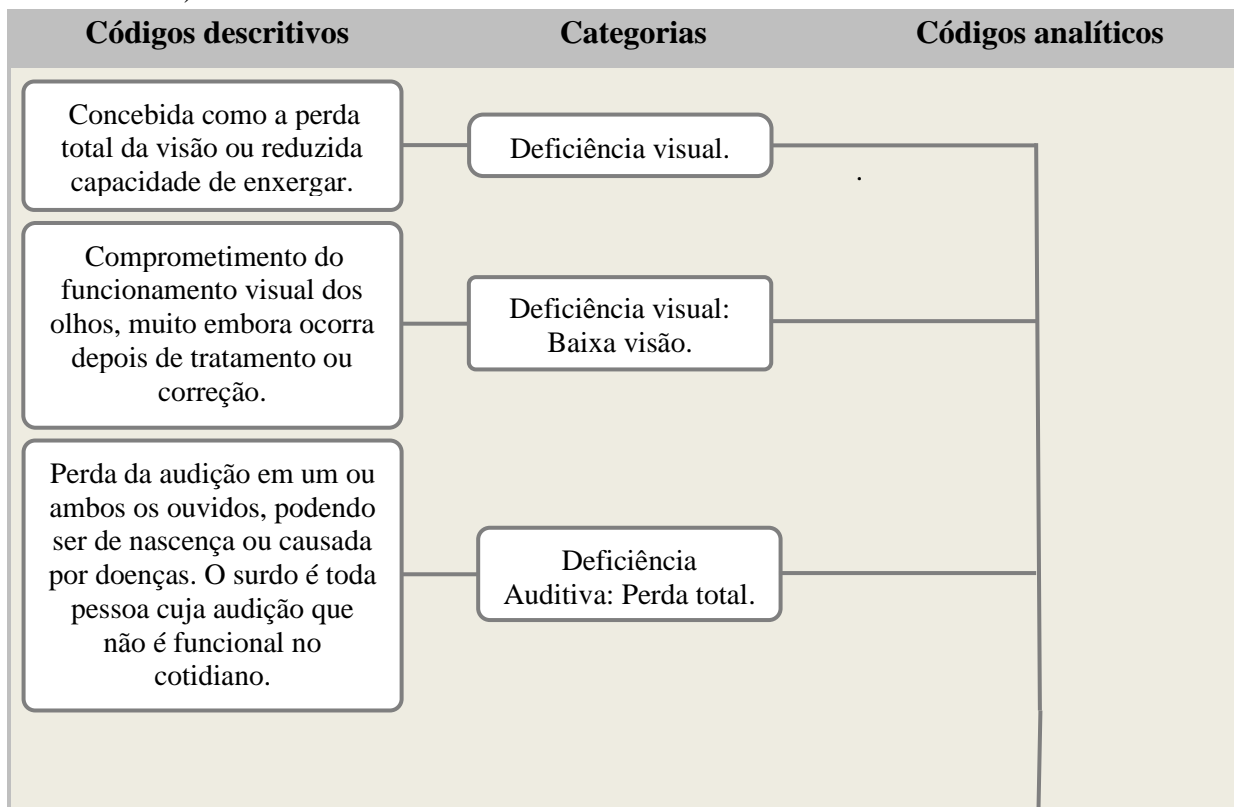 Códigos descritivos Categorias Códigos analíticos
Concebida como a perda
total da visão ou reduzida
capacidade de enxergar.
Deficiência visual.
.
Comprometimento do
funcionamento visual dos
olhos, muito embora ocorra
depois de tratamento ou
correção.
Deficiência visual:
Baixa visão.
Perda da audição em um ou
ambos os ouvidos, podendo
ser de nascença ou causada
por doenças. O surdo é toda
pessoa cuja audição que
não é funcional no
cotidiano.
Deficiência
Auditiva: Perda total.